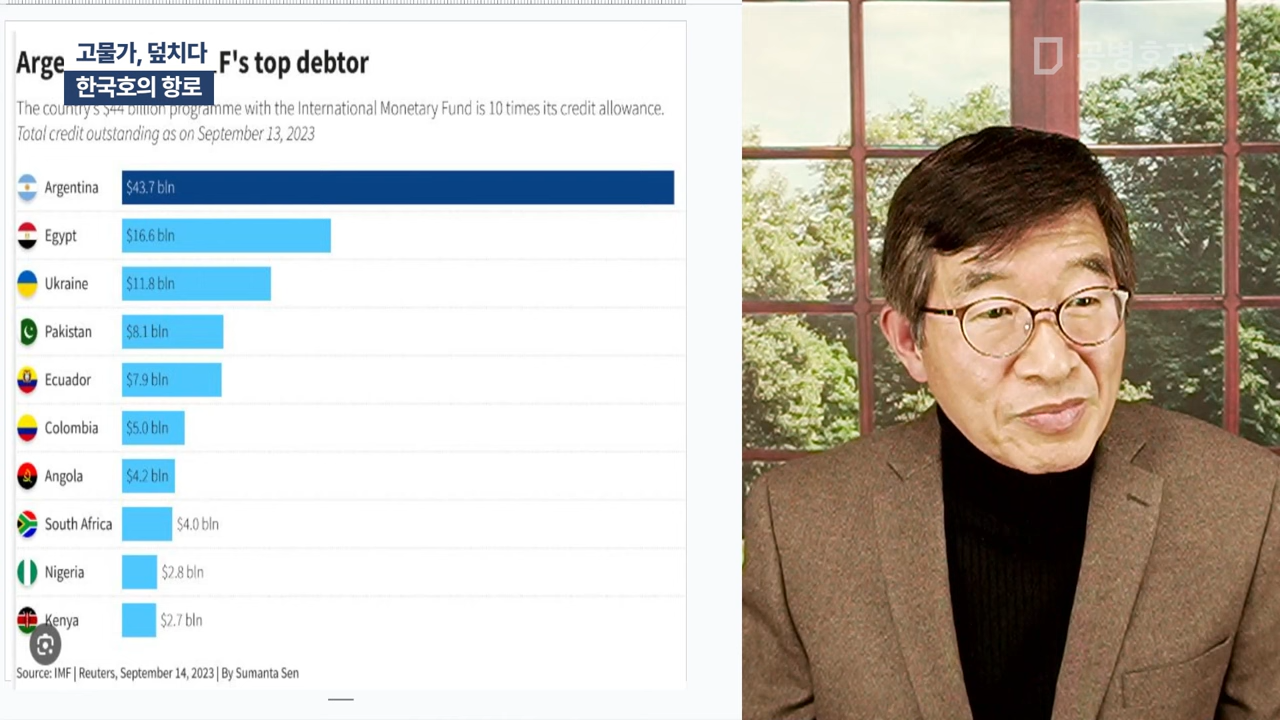 고물가, 덮치다
한국호의 항로
Arge F's top debtor
The country's $44 billion programme with the International Monetary Fund is 10 times its credit allowance.
Total credit outstanding as on September 13, 2023
Argentina $43.7 bln
Egypt $16.6 bln
Ukraine $11.8 bln
Pakistan $8.1 bln
Ecuador $7.9 bln
Colombia $5.0 bln
Angola $4.2 bln
South Africa $4.0 bln
Nigeria $2.8 bln
Kenya $2.7 bln
Source: IMF | Reuters, September 14, 2023 | By Sumanta Sen